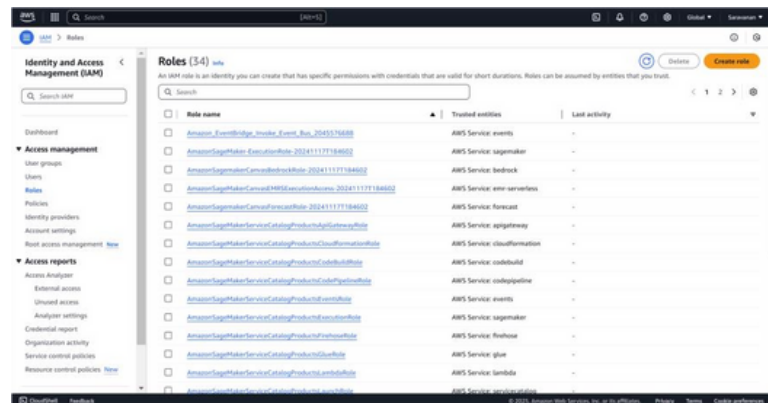 aws
Search
[Alt+S]
Global
Saravanan
IAM > Roles
Identity and Access
Management (IAM)
Search IAM
Dashboard
Access management
User groups
Users
Roles
Policies
Identity providers
Account settings
Root access management New
Access reports
Access Analyzer
External access
Unused access
Analyzer settings
Credential report
Organization activity
Service control policies
Resource control policies New
Roles (34) Info
Delete
Create role
An IAM role is an identity you can create that has specific permissions with credentials that are valid for short durations. Roles can be assumed by entities that you trust.
Search
1 2
Role name Trusted entities Last activity
Amazon_EventBridge_Invoke_Event_Bus_2045576688 AWS Service: events -
AmazonSageMaker-ExecutionRole-20241117T184602 AWS Service: sagemaker -
AmazonSagemakerCanvasBedrockRole-20241117T184602 AWS Service: bedrock -
AmazonSageMakerCanvasEMRSExecutionAccess-20241117T184602 AWS Service: emr-serverless -
AmazonSagemakerCanvasForecastRole-20241117T184602 AWS Service: forecast -
AmazonSageMakerServiceCatalogProductsApiGatewayRole AWS Service: apigateway -
AmazonSageMakerServiceCatalogProductsCloudformationRole AWS Service: cloudformation -
AmazonSageMakerServiceCatalogProductsCodeBuildRole AWS Service: codebuild -
AmazonSageMakerServiceCatalogProductsCodePipelineRole AWS Service: codepipeline -
AmazonSageMakerServiceCatalogProductsEventsRole AWS Service: events -
AmazonSageMakerServiceCatalogProductsExecutionRole AWS Service: sagemaker -
AmazonSageMakerServiceCatalogProductsFirehoseRole AWS Service: firehose -
AmazonSageMakerServiceCatalogProductsGlueRole AWS Service: glue -
AmazonSageMakerServiceCatalogProductsLambdaRole AWS Service: lambda -
AmazonSageMakerServiceCatalogProductsLaunchRole AWS Service: servicecatalog -
CloudShell Feedback
© 2025, Amazon Web Services, Inc. or its affiliates. Privacy Terms Cookie preferences